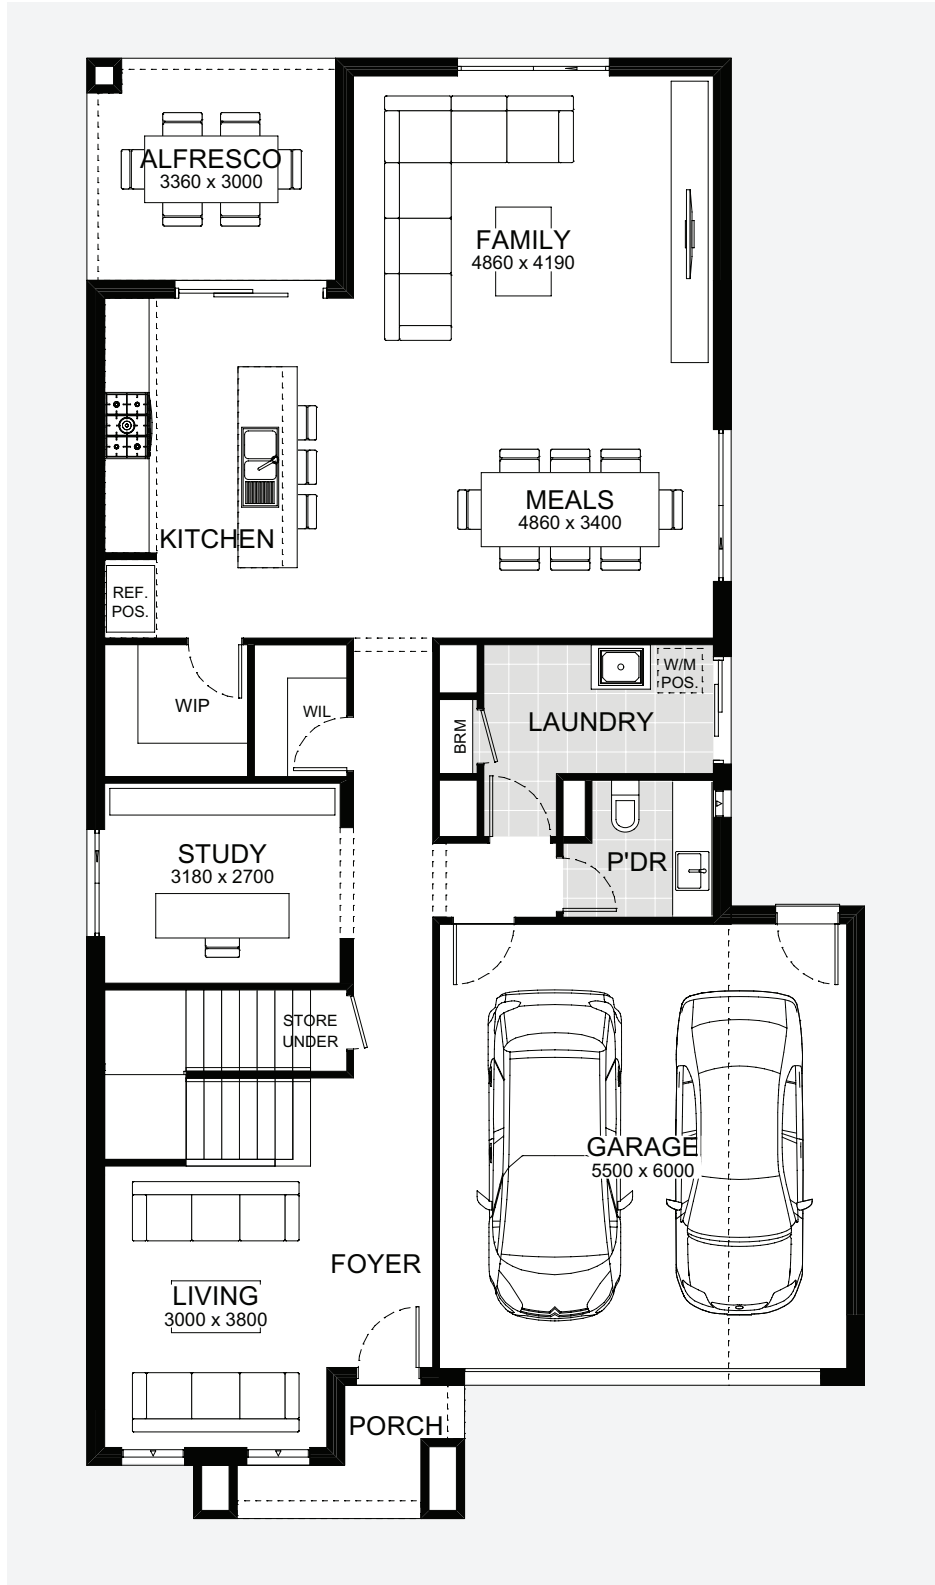 ALFRESCO
3360 x 3000
FAMILY
4860 x 4190
MEALS
4860 x 3400
KITCHEN
REF.
POS.
WIP
WIL
BRM
W/M
POS.
LAUNDRY
STUDY
3180 x 2700
P'DR
STORE
UNDER
GARAGE
5500 x 6000
FOYER
LIVING
3000 x 3800
PORCH